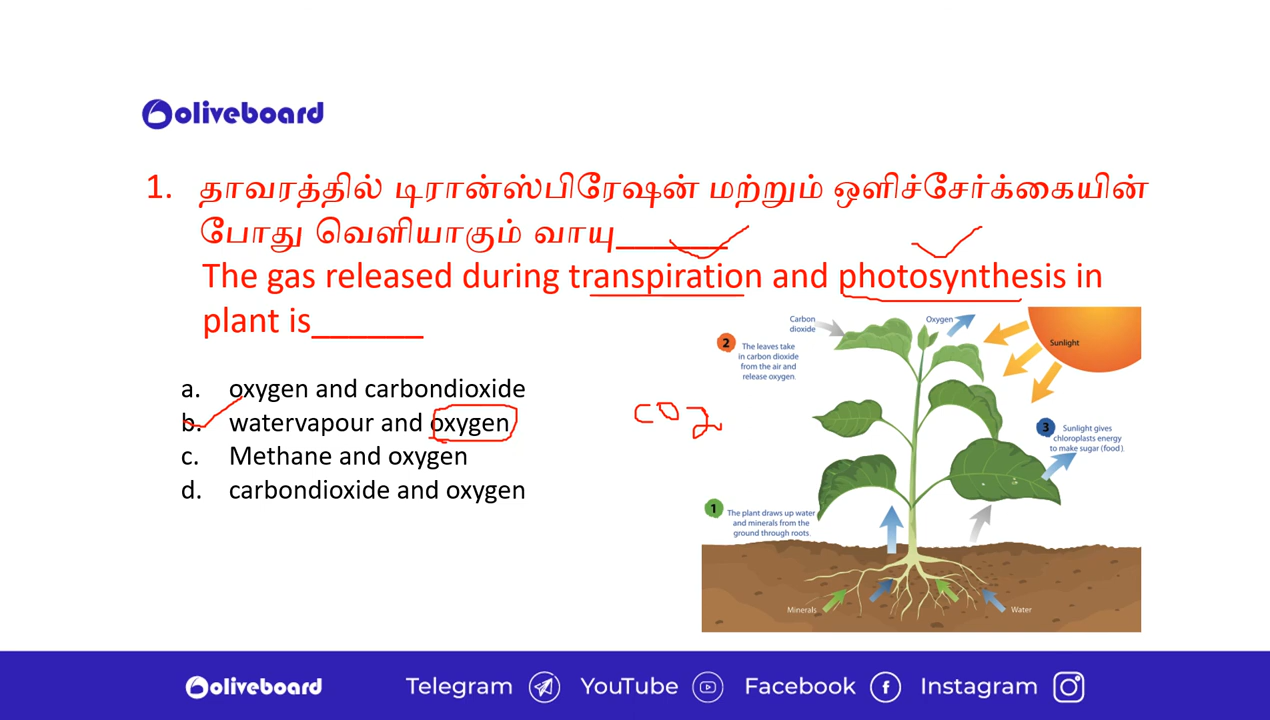 oliveboard
1. தாவரத்தில் டிரான்ஸ்பிரேஷன் மற்றும் ஒளிச்சேர்க்கையின்
போது வெளியாகும் வாயு_______
The gas released during transpiration and photosynthesis in
plant is______
a. oxygen and carbondioxide
b. watervapour and oxygen
c. Methane and oxygen
d. carbondioxide and oxygen
CO2
Carbon
dioxide
Oxygen
Sunlight
2
The leaves take
in carbon dioxide
from the air and
release oxygen.
3
Sunlight gives
chloroplasts energy
to make sugar (food).
1
The plant draws up water
and minerals from the
ground through roots.
Minerals
Water
oliveboard Telegram YouTube Facebook Instagram